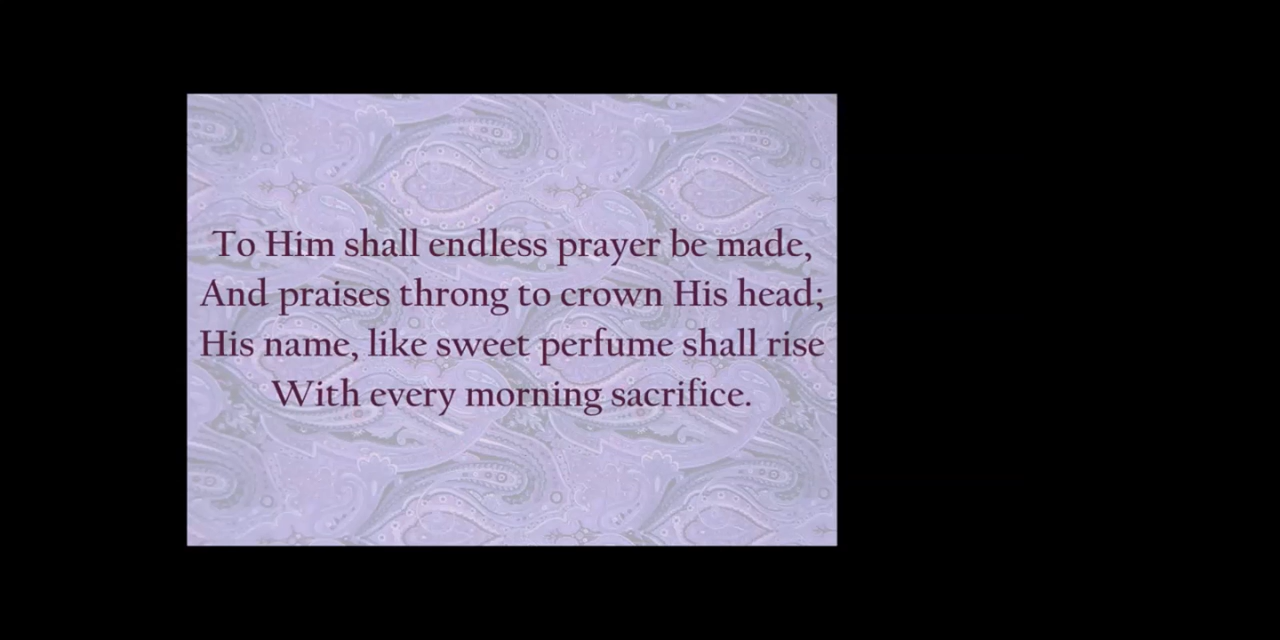 To Him shall endless prayer be made,
And praises throng to crown His head;
His name, like sweet perfume shall rise
With every morning sacrifice.